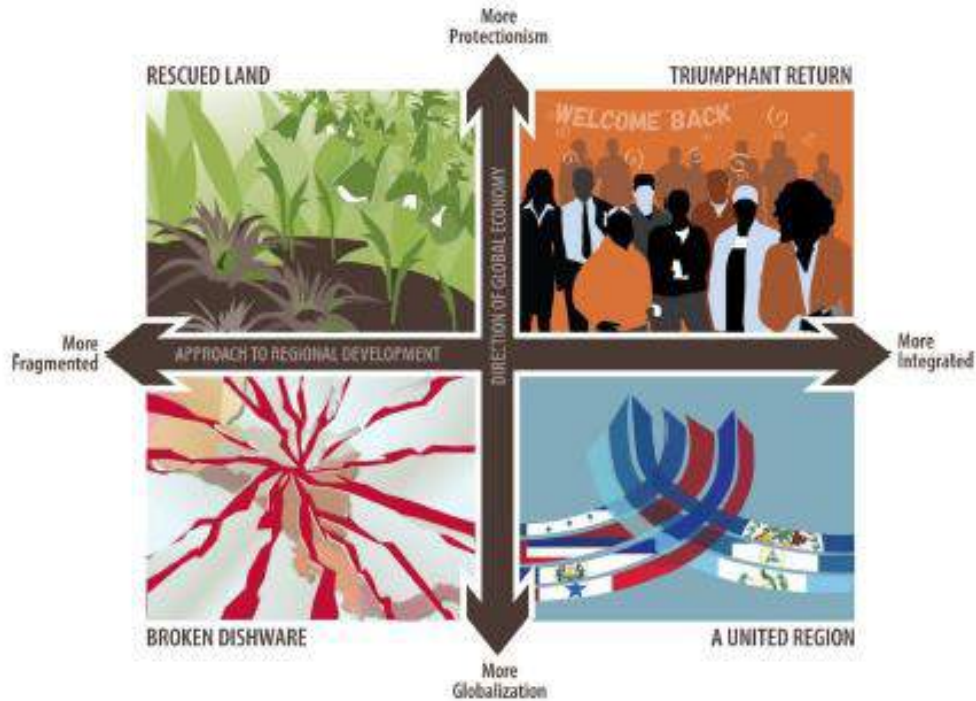 More
Protectionism
RESCUED LAND
TRIUMPHANT RETURN
WELCOME BACK
DIRECTION OF GLOBAL ECONOMY
More
Fragmented
APPROACH TO REGIONAL DEVELOPMENT
More
Integrated
BROKEN DISHWARE
A UNITED REGION
More
Globalization